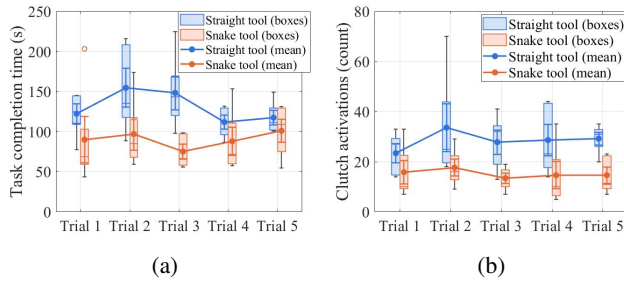 250
200
150
100
50
0
Task completion time (s)
Straight tool (boxes)
Snake tool (boxes)
Straight tool (mean)
Snake tool (mean)
Trial 1 Trial 2 Trial 3 Trial 4 Trial 5
(a)
80
60
40
20
0
Clutch activations (count)
Straight tool (boxes)
Snake tool (boxes)
Straight tool (mean)
Snake tool (mean)
Trial 1 Trial 2 Trial 3 Trial 4 Trial 5
(b)